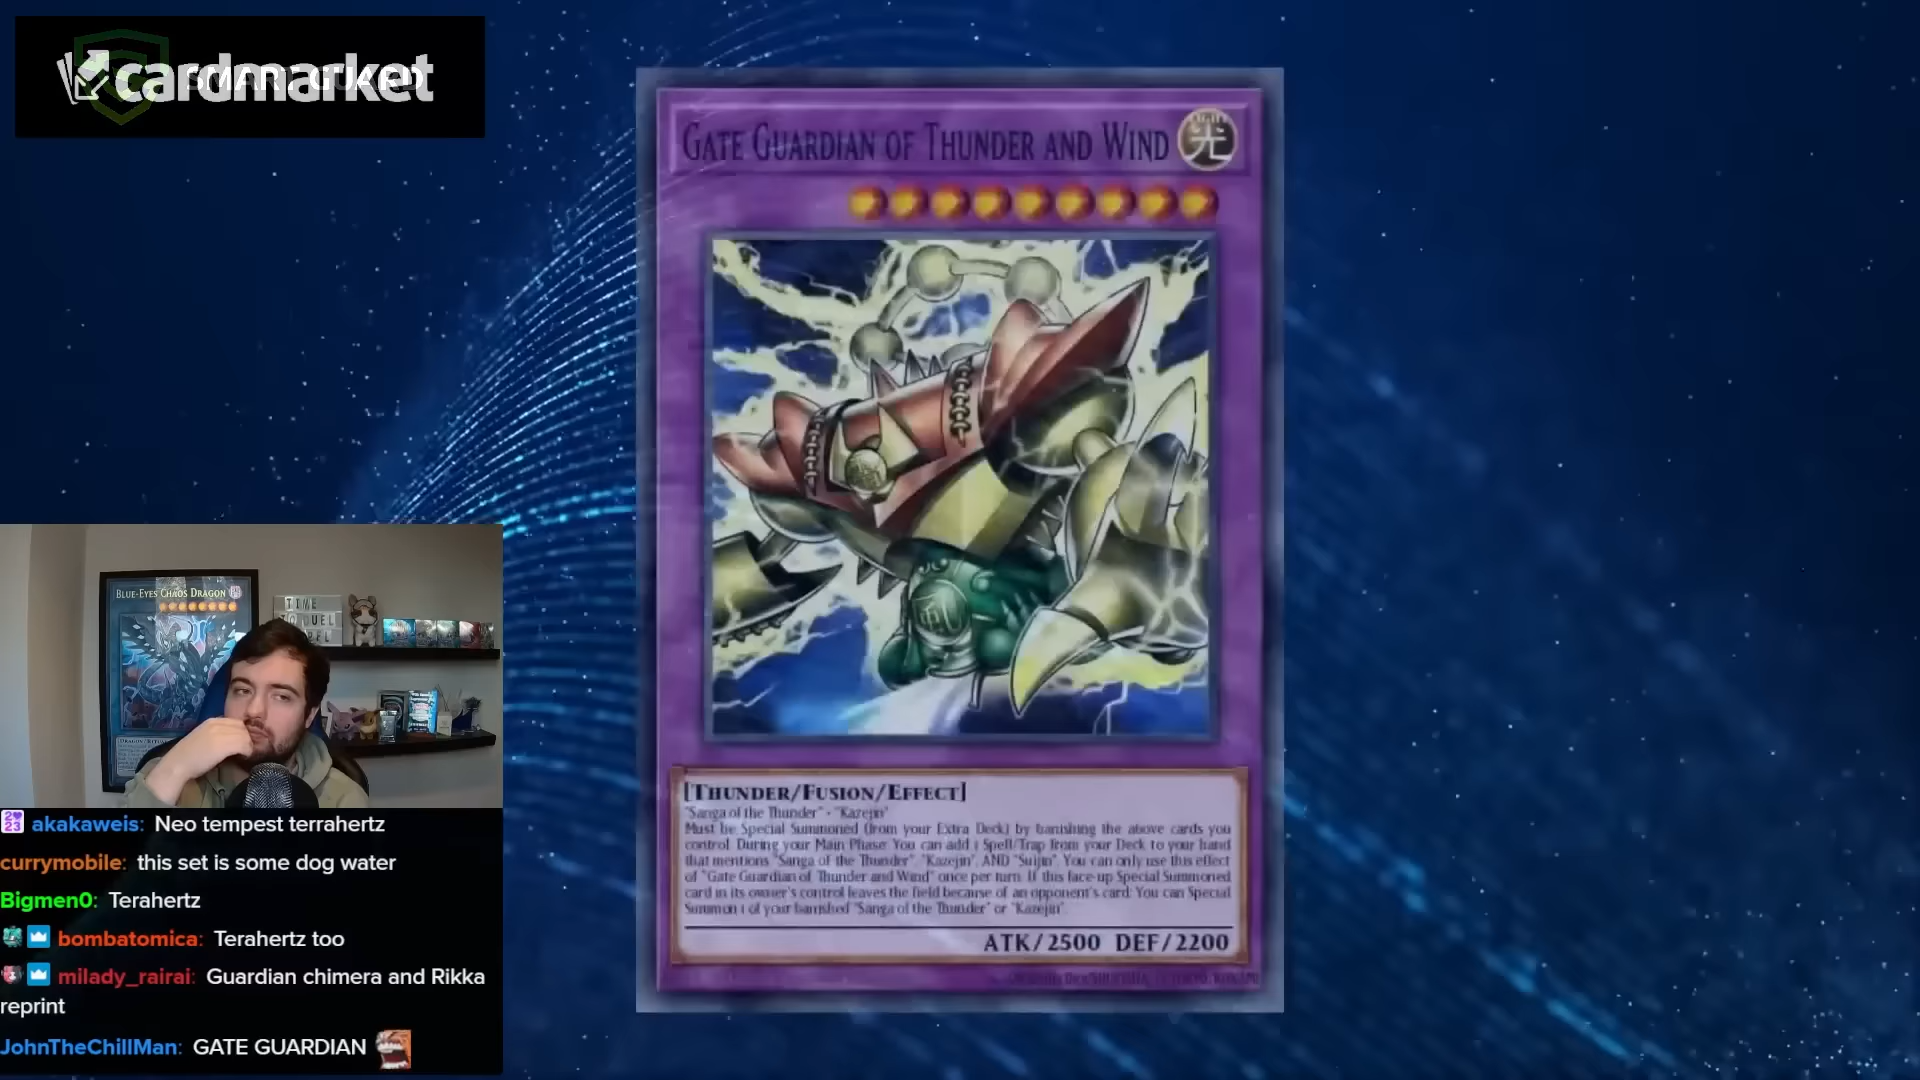 cardmarket
SMART GUARD
GATE GUARDIAN OF THUNDER AND WIND
LIGHT
光
[THUNDER/FUSION/EFFECT]
"Sanga of the Thunder" + "Kazejin"
Must be Special Summoned (from your Extra Deck) by banishing the above cards you
control. During your Main Phase: You can add 1 Spell/Trap from your Deck to your hand
that mentions "Sanga of the Thunder", "Kazejin", AND "Suijin". You can only use this effect
of "Gate Guardian of Thunder and Wind" once per turn. If this face-up Special Summoned
card in its owner's control leaves the field because of an opponent's card: You can Special
Summon 1 of your banished "Sanga of the Thunder" or "Kazejin".
ATK/2500 DEF/2200
BLUE-EYES CHAOS DRAGON
TIME
TO DUEL
akakaweis: Neo tempest terrahertz
currymobile: this set is some dog water
Bigmen0: Terahertz
bombatomica: Terahertz too
milady_rairai: Guardian chimera and Rikka
reprint
JohnTheChillMan: GATE GUARDIAN